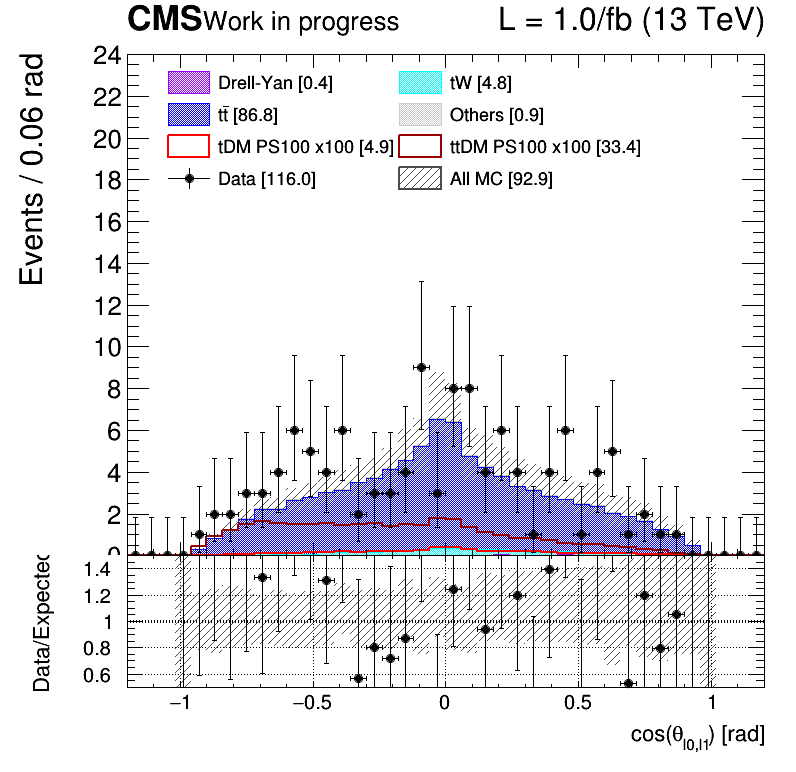 CMS Work in progress L = 1.0/fb (13 TeV)
Events / 0.06 rad
24
22
20
18
16
14
12
10
8
6
4
2
0
Drell-Yan [0.4] tW [4.8]
tt̄ [86.8] Others [0.9]
tDM PS100 x100 [4.9] ttDM PS100 x100 [33.4]
Data [116.0] All MC [92.9]
Data/Expected
1.4
1.2
1
0.8
0.6
−1 −0.5 0 0.5 1
cos(θ_{l0,l1}) [rad]